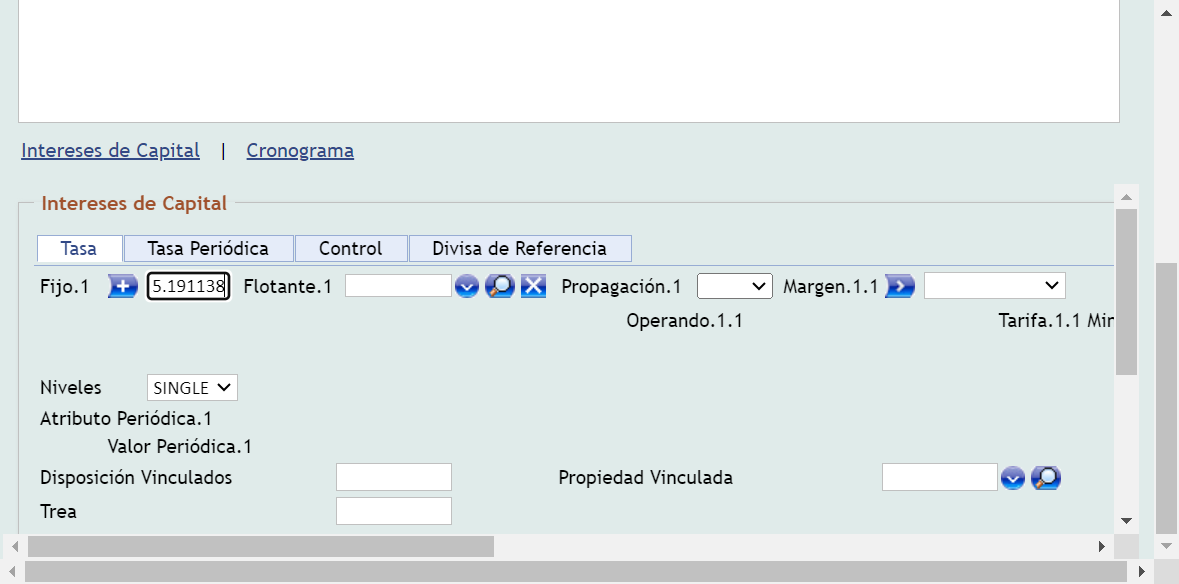 Intereses de Capital | Cronograma
Intereses de Capital
Tasa Tasa Periódica Control Divisa de Referencia
Fijo.1 5.191138 Flotante.1 Propagación.1 Margen.1.1
Operando.1.1 Tarifa.1.1 Mir
Niveles SINGLE
Atributo Periódica.1
Valor Periódica.1
Disposición Vinculados Propiedad Vinculada
Trea